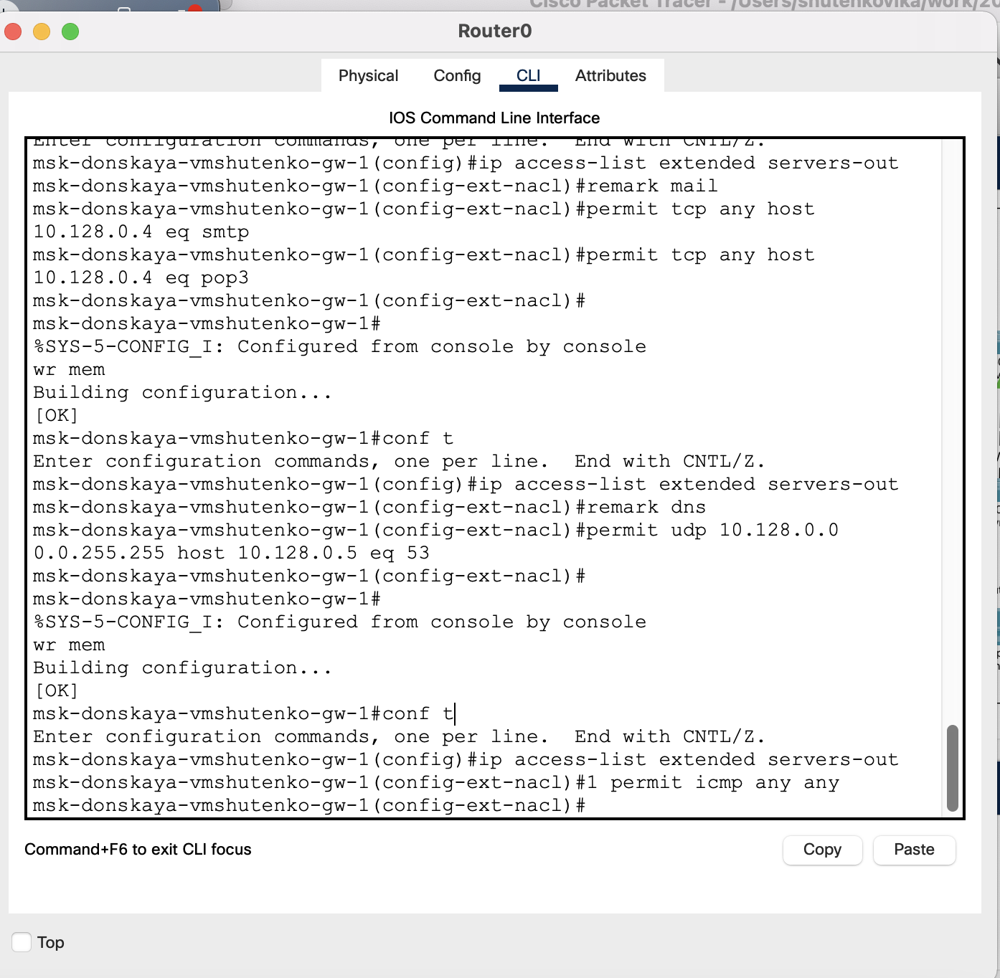 Cisco Packet Tracer - /Users/shutenkovika/work/20
Router0
Physical
Config
CLI
Attributes
IOS Command Line Interface
Enter configuration commands, one per line.  End with CNTL/Z.
msk-donskaya-vmshutenko-gw-1(config)#ip access-list extended servers-out
msk-donskaya-vmshutenko-gw-1(config-ext-nacl)#remark mail
msk-donskaya-vmshutenko-gw-1(config-ext-nacl)#permit tcp any host
10.128.0.4 eq smtp
msk-donskaya-vmshutenko-gw-1(config-ext-nacl)#permit tcp any host
10.128.0.4 eq pop3
msk-donskaya-vmshutenko-gw-1(config-ext-nacl)#
msk-donskaya-vmshutenko-gw-1#
%SYS-5-CONFIG_I: Configured from console by console
wr mem
Building configuration...
[OK]
msk-donskaya-vmshutenko-gw-1#conf t
Enter configuration commands, one per line.  End with CNTL/Z.
msk-donskaya-vmshutenko-gw-1(config)#ip access-list extended servers-out
msk-donskaya-vmshutenko-gw-1(config-ext-nacl)#remark dns
msk-donskaya-vmshutenko-gw-1(config-ext-nacl)#permit udp 10.128.0.0
0.0.255.255 host 10.128.0.5 eq 53
msk-donskaya-vmshutenko-gw-1(config-ext-nacl)#
msk-donskaya-vmshutenko-gw-1#
%SYS-5-CONFIG_I: Configured from console by console
wr mem
Building configuration...
[OK]
msk-donskaya-vmshutenko-gw-1#conf t
Enter configuration commands, one per line.  End with CNTL/Z.
msk-donskaya-vmshutenko-gw-1(config)#ip access-list extended servers-out
msk-donskaya-vmshutenko-gw-1(config-ext-nacl)#1 permit icmp any any
msk-donskaya-vmshutenko-gw-1(config-ext-nacl)#
Command+F6 to exit CLI focus
Copy
Paste
Top